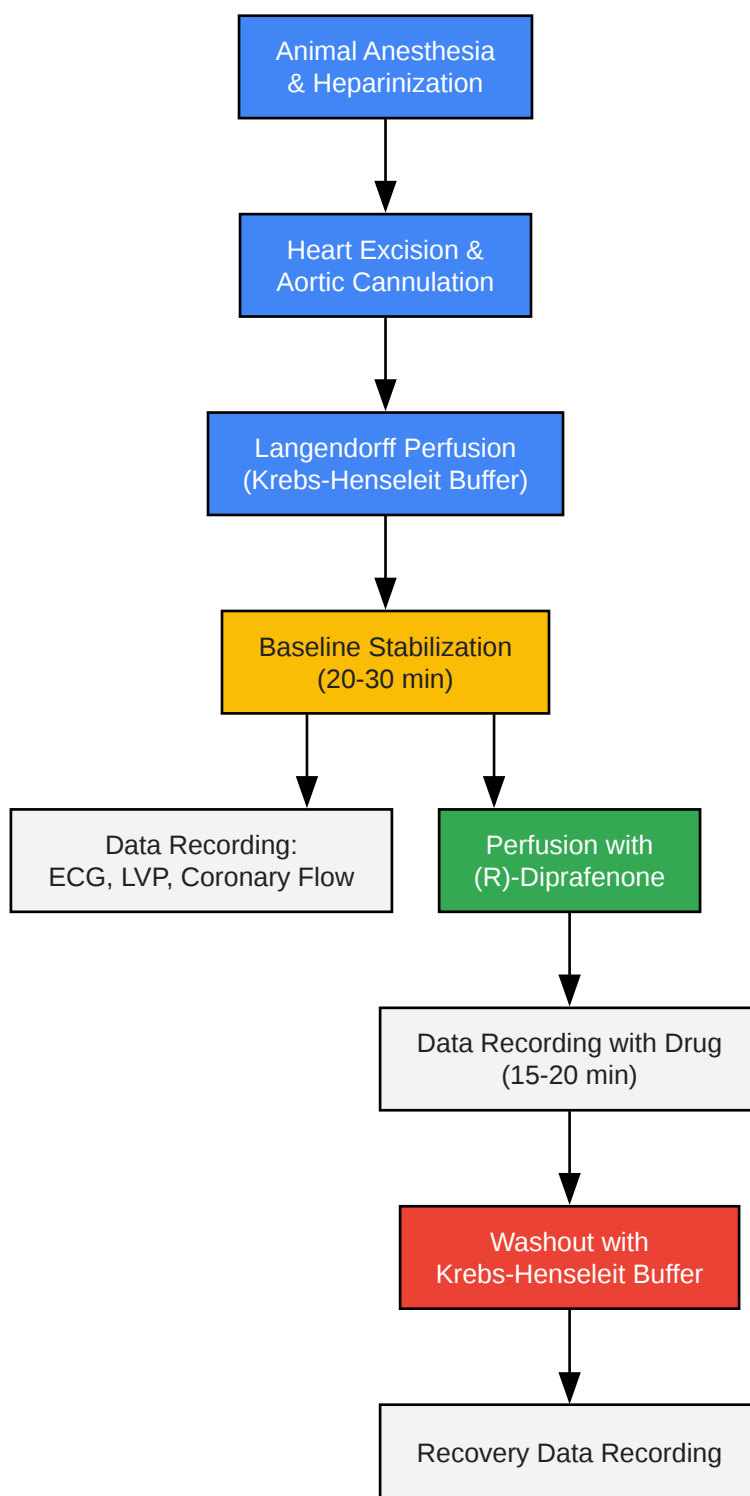 Animal Anesthesia
& Heparinization
Heart Excision &
Aortic Cannulation
Langendorff Perfusion
(Krebs-Henseleit Buffer)
Baseline Stabilization
(20-30 min)
Data Recording:
ECG, LVP, Coronary Flow
Perfusion with
(R)-Diprafenone
Data Recording with Drug
(15-20 min)
Washout with
Krebs-Henseleit Buffer
Recovery Data Recording